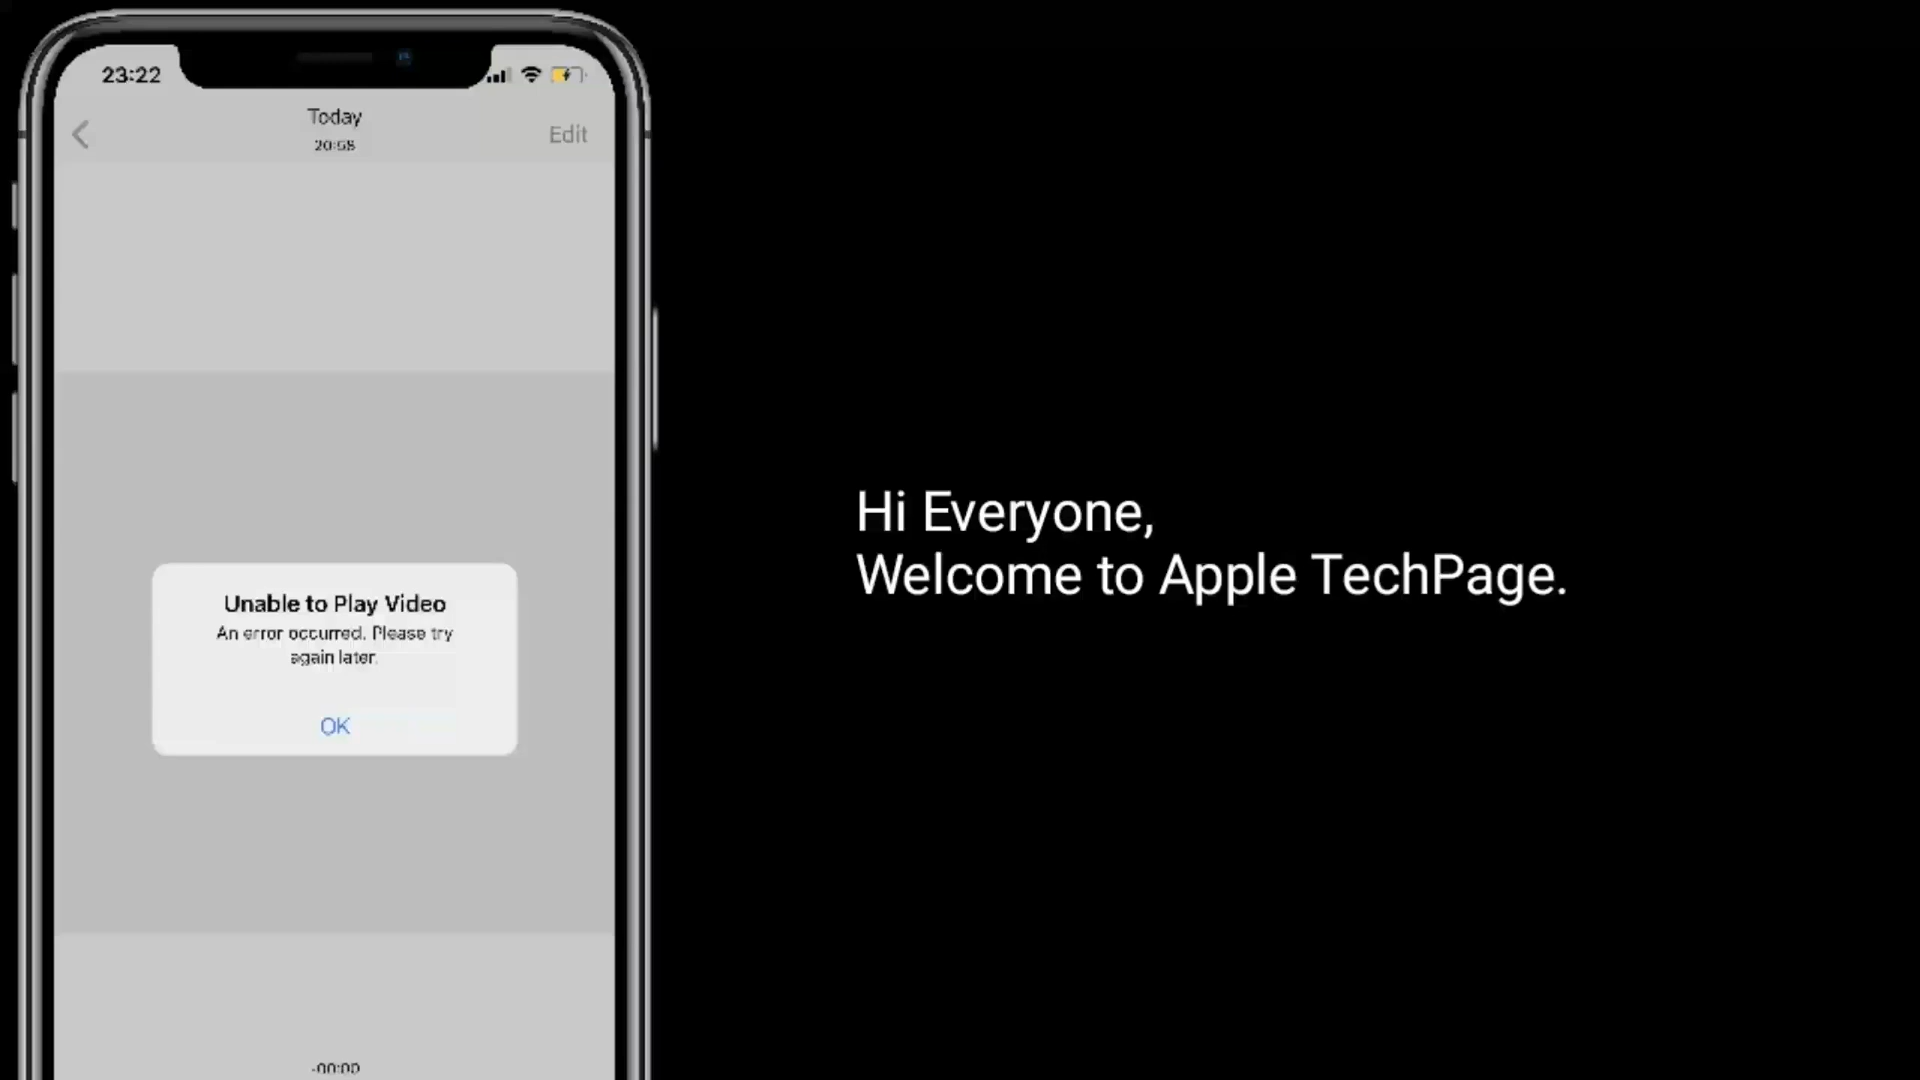 23:22
Today
20:58
Edit
Unable to Play Video
An error occurred. Please try
again later.
OK
-00:00
Hi Everyone,
Welcome to Apple TechPage.